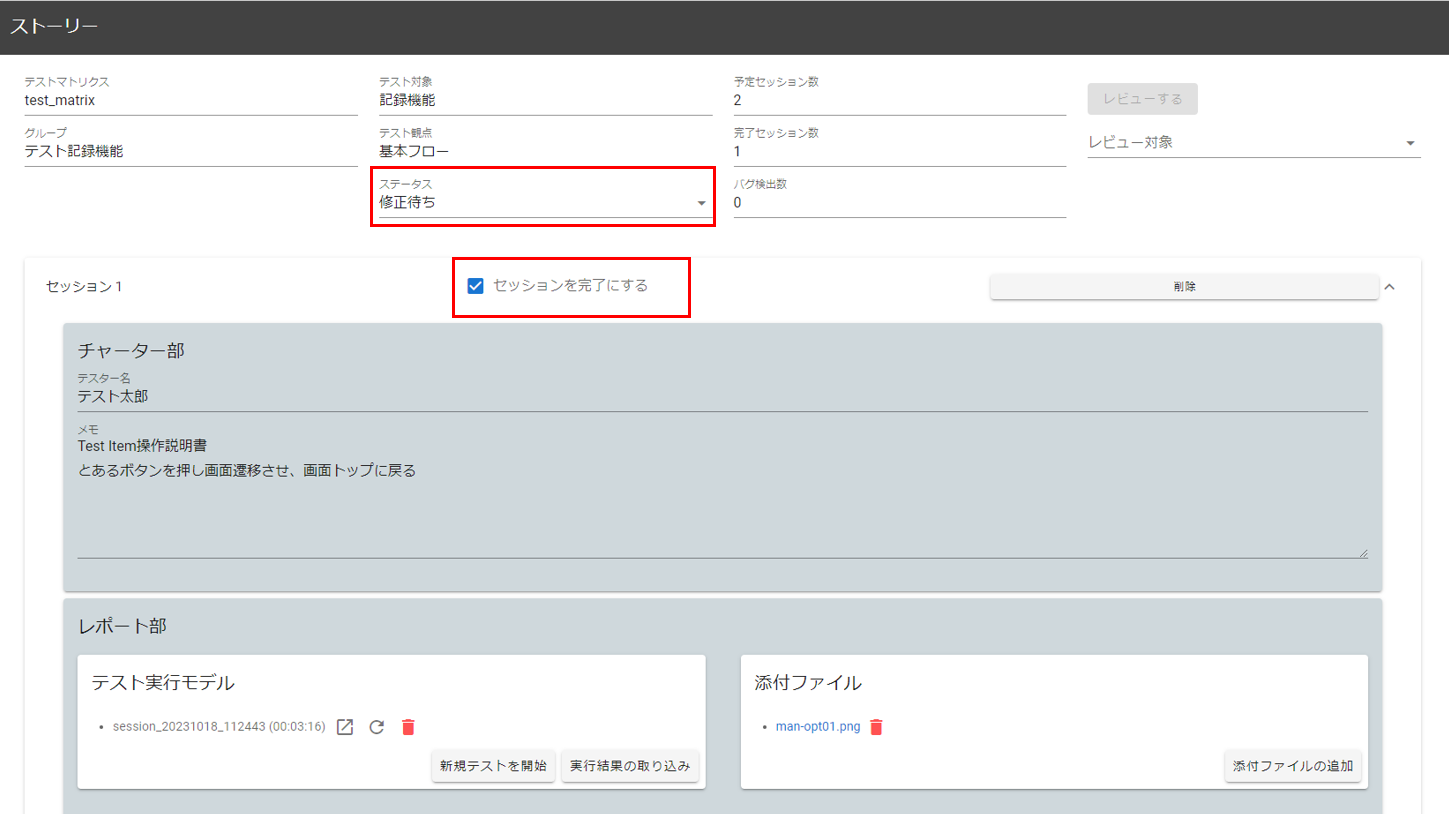 ストーリー
テストマトリクス
test_matrix
テスト対象
記録機能
予定セッション数
2
レビューする
グループ
テスト記録機能
テスト観点
基本フロー
完了セッション数
1
レビュー対象
ステータス
修正待ち
バグ検出数
0
セッション 1
セッションを完了にする
削除
チャーター部
テスター名
テスト太郎
メモ
Test Item操作説明書
とあるボタンを押し画面遷移させ、画面トップに戻る
レポート部
テスト実行モデル
session_20231018_112443 (00:03:16)
新規テストを開始
実行結果の取り込み
添付ファイル
man-opt01.png
添付ファイルの追加